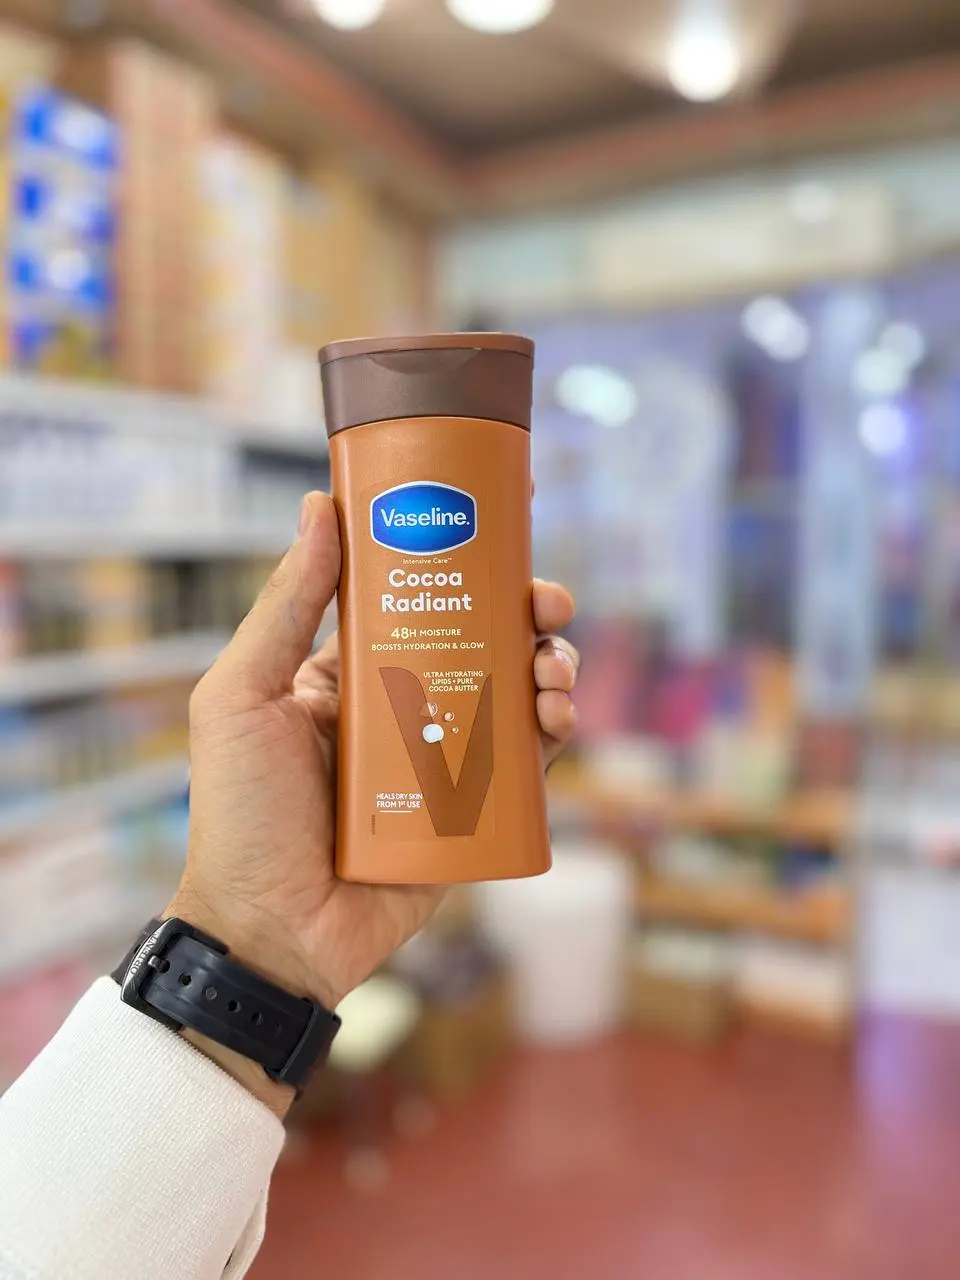 Vaseline.
Intensive Care™
Cocoa
Radiant
48H MOISTURE
BOOSTS HYDRATION & GLOW
ULTRA HYDRATING
LIPIDS + PURE
COCOA BUTTER
HEALS DRY SKIN
FROM 1ST USE
ORIENT